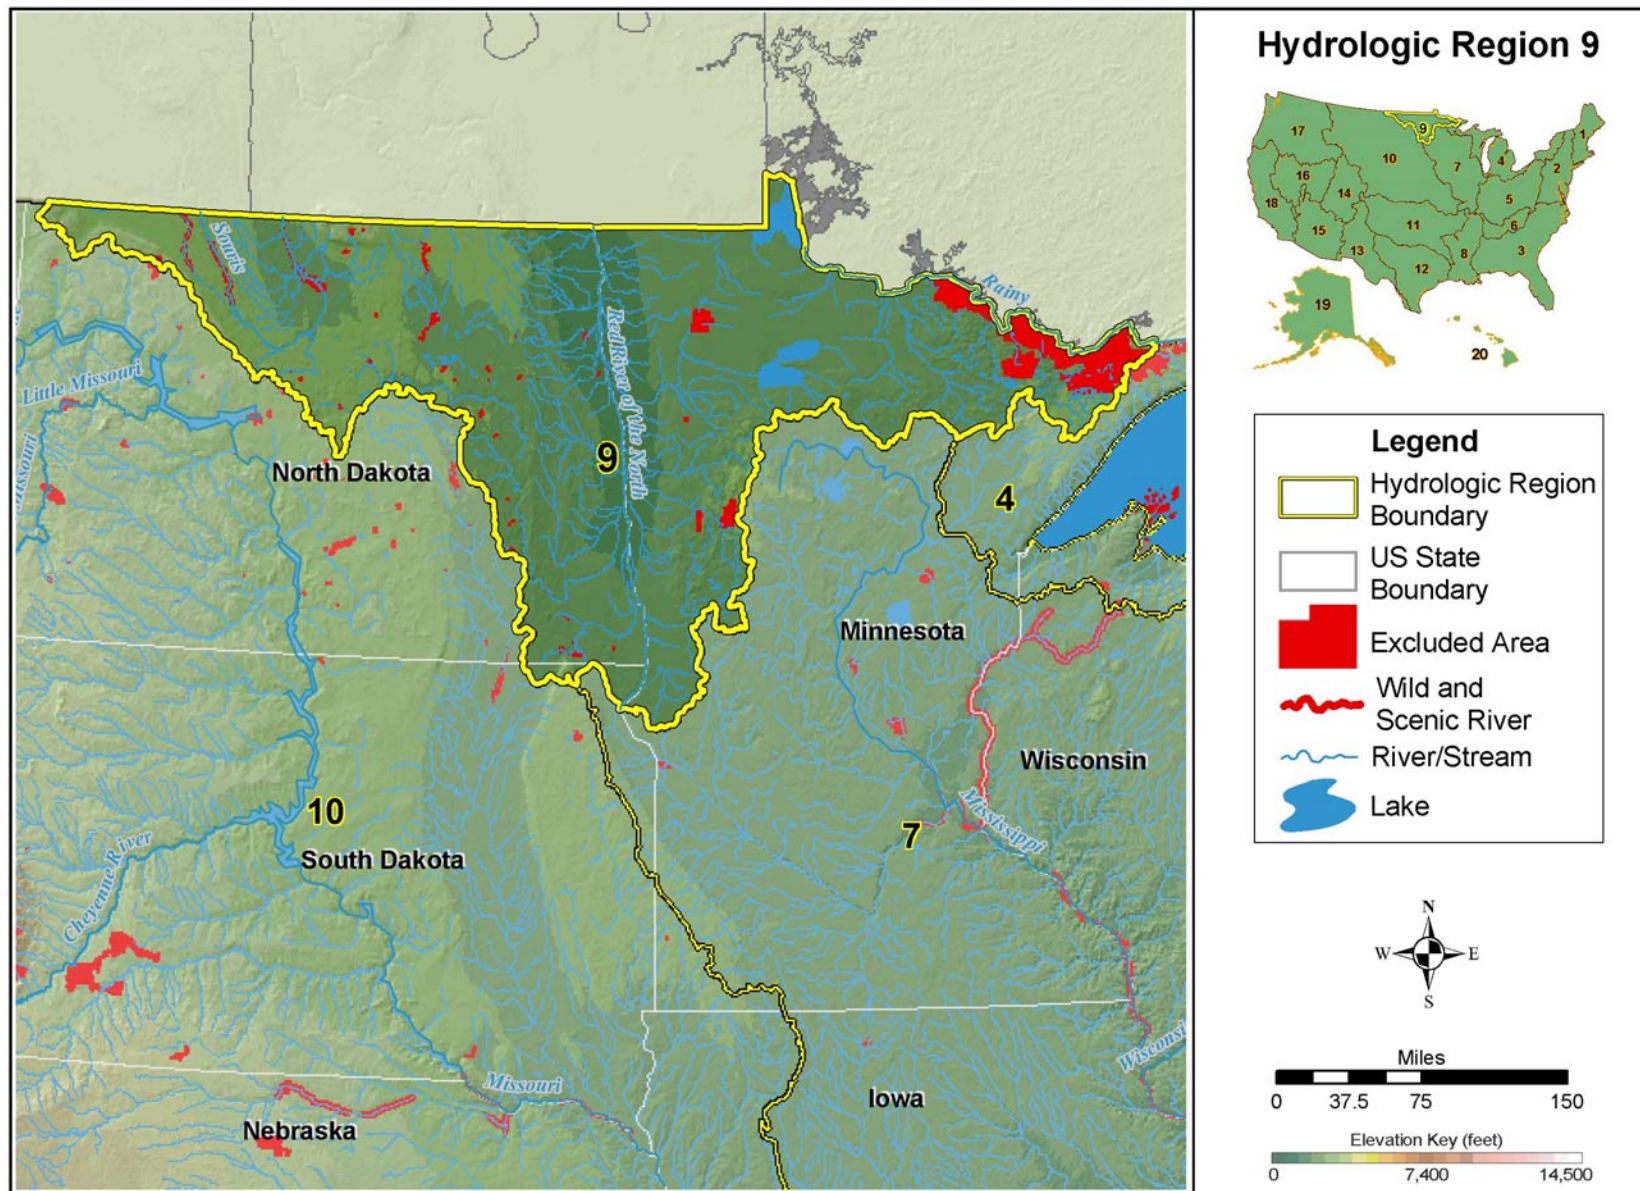 Hydrologic Region 9
17
9
1
10
7
4
2
16
14
5
18
11
6
15
13
12
8
3
19
20
Souris
Rainy
Red River of the North
Little Missouri
Missouri
North Dakota
9
4
Minnesota
Wisconsin
10
South Dakota
Mississippi
7
Cheyenne River
Missouri
Nebraska
Iowa
Wisconsi
Legend
Hydrologic Region
Boundary
US State
Boundary
Excluded Area
Wild and
Scenic River
River/Stream
Lake
N
W E
S
Miles
0 37.5 75 150
Elevation Key (feet)
0 7,400 14,500